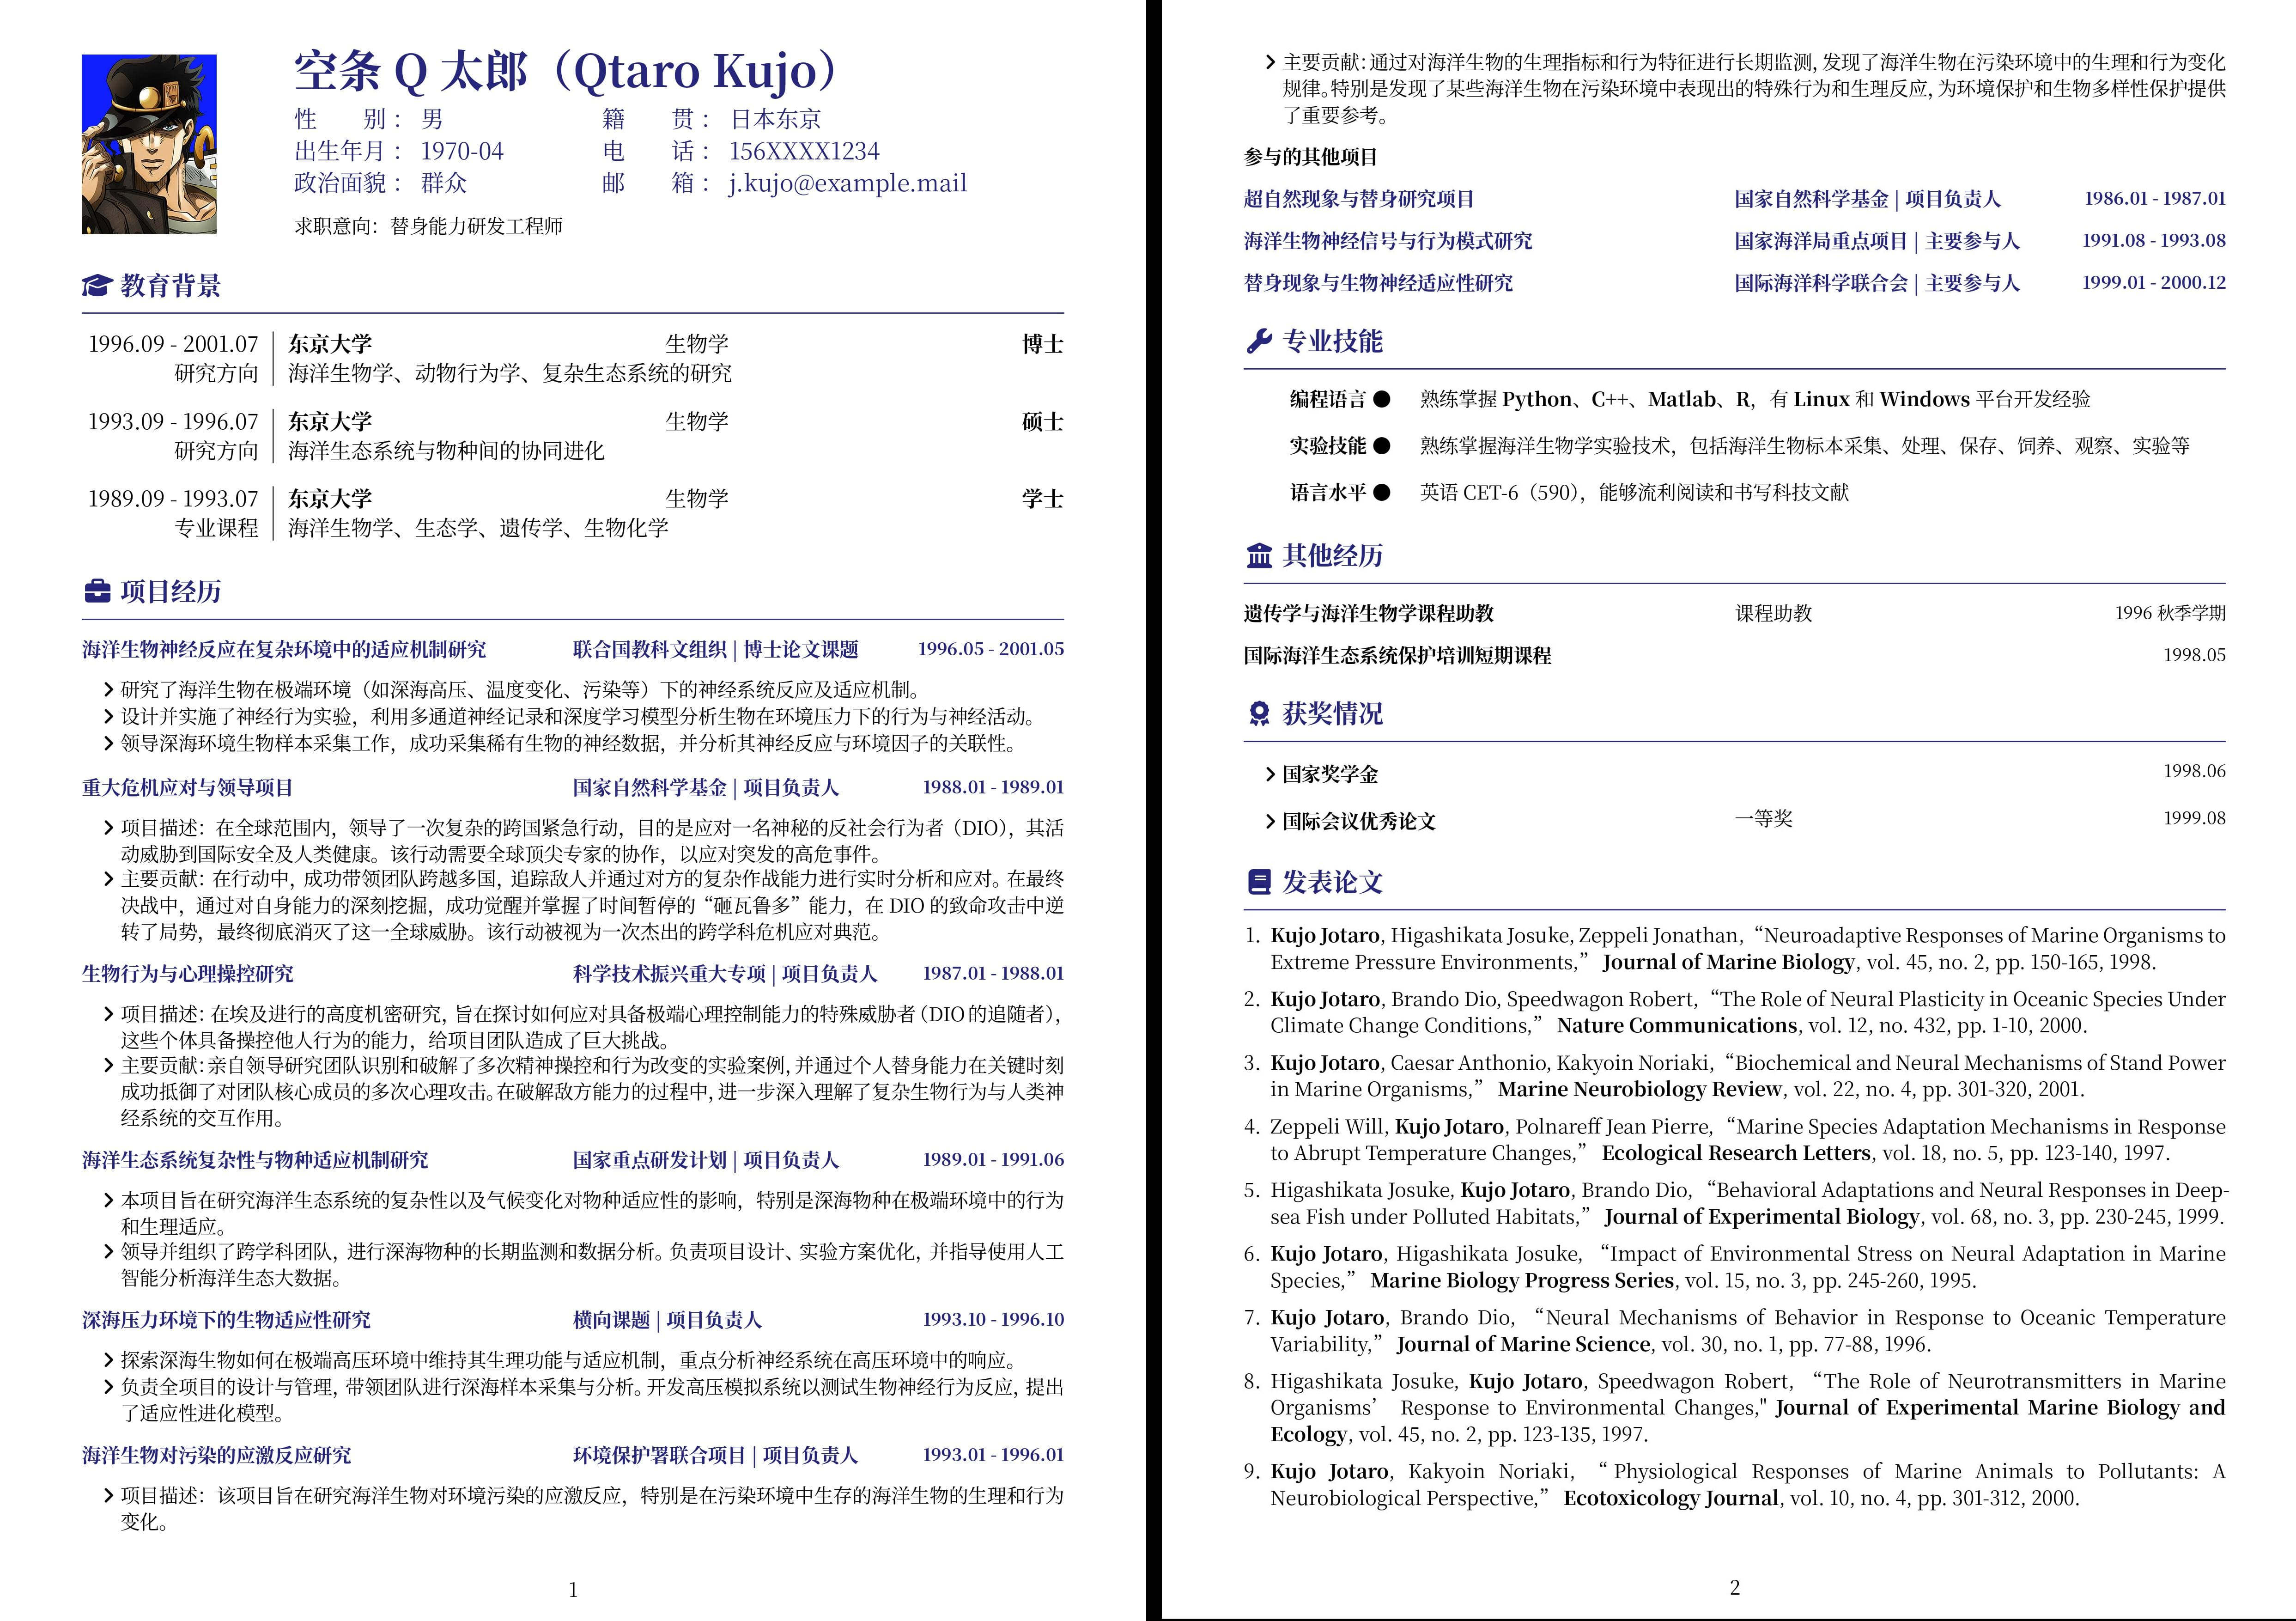 空条 Q 太郎（Qtaro Kujo）
性 别： 男 籍 贯： 日本东京
出生年月： 1970-04 电 话： 156XXXX1234
政治面貌： 群众 邮 箱： j.kujo@example.mail
求职意向：替身能力研发工程师
教育背景
1996.09 - 2001.07 东京大学 生物学 博士
研究方向 海洋生物学、动物行为学、复杂生态系统的研究
1993.09 - 1996.07 东京大学 生物学 硕士
研究方向 海洋生态系统与物种间的协同进化
1989.09 - 1993.07 东京大学 生物学 学士
专业课程 海洋生物学、生态学、遗传学、生物化学
项目经历
海洋生物神经反应在复杂环境中的适应机制研究 联合国教科文组织 | 博士论文课题 1996.05 - 2001.05
研究了海洋生物在极端环境（如深海高压、温度变化、污染等）下的神经系统反应及适应机制。
设计并实施了神经行为实验，利用多通道神经记录和深度学习模型分析生物在环境压力下的行为与神经活动。
领导深海环境生物样本采集工作，成功采集稀有生物的神经数据，并分析其神经反应与环境因子的关联性。
重大危机应对与领导项目 国家自然科学基金 | 项目负责人 1988.01 - 1989.01
项目描述：在全球范围内，领导了一次复杂的跨国紧急行动，目的是应对一名神秘的反社会行为者（DIO），其活
动威胁到国际安全及人类健康。该行动需要全球顶尖专家的协作，以应对突发的高危事件。
主要贡献：在行动中，成功带领团队跨越多国，追踪敌人并通过对方的复杂作战能力进行实时分析和应对。在最终
决战中，通过对自身能力的深刻挖掘，成功觉醒并掌握了时间暂停的“砸瓦鲁多”能力，在 DIO 的致命攻击中逆
转了局势，最终彻底消灭了这一全球威胁。该行动被视为一次杰出的跨学科危机应对典范。
生物行为与心理操控研究 科学技术振兴重大专项 | 项目负责人 1987.01 - 1988.01
项目描述：在埃及进行的高度机密研究，旨在探讨如何应对具备极端心理控制能力的特殊威胁者（DIO 的追随者），
这些个体具备操控他人行为的能力，给项目团队造成了巨大挑战。
主要贡献：亲自领导研究团队识别和破解了多次精神操控和行为改变的实验案例，并通过个人替身能力在关键时刻
成功抵御了对团队核心成员的多次心理攻击。在破解敌方能力的过程中，进一步深入理解了复杂生物行为与人类神
经系统的交互作用。
海洋生态系统复杂性与物种适应机制研究 国家重点研发计划 | 项目负责人 1989.01 - 1991.06
本项目旨在研究海洋生态系统的复杂性以及气候变化对物种适应性的影响，特别是深海物种在极端环境中的行为
和生理适应。
领导并组织了跨学科团队，进行深海物种的长期监测和数据分析。负责项目设计、实验方案优化，并指导使用人工
智能分析海洋生态大数据。
深海压力环境下的生物适应性研究 横向课题 | 项目负责人 1993.10 - 1996.10
探索深海生物如何在极端高压环境中维持其生理功能与适应机制，重点分析神经系统在高压环境中的响应。
负责全项目的设计与管理，带领团队进行深海样本采集与分析。开发高压模拟系统以测试生物神经行为反应，提出
了适应性进化模型。
海洋生物对污染的应激反应研究 环境保护署联合项目 | 项目负责人 1993.01 - 1996.01
项目描述：该项目旨在研究海洋生物对环境污染的应激反应，特别是在污染环境中生存的海洋生物的生理和行为
变化。
1
主要贡献：通过对海洋生物的生理指标和行为特征进行长期监测，发现了海洋生物在污染环境中的生理和行为变化
规律。特别是发现了某些海洋生物在污染环境中表现出的特殊行为和生理反应，为环境保护和生物多样性保护提供
了重要参考。
参与的其他项目
超自然现象与替身研究项目 国家自然科学基金 | 项目负责人 1986.01 - 1987.01
海洋生物神经信号与行为模式研究 国家海洋局重点项目 | 主要参与人 1991.08 - 1993.08
替身现象与生物神经适应性研究 国际海洋科学联合会 | 主要参与人 1999.01 - 2000.12
专业技能
编程语言 ● 熟练掌握 Python、C++、Matlab、R，有 Linux 和 Windows 平台开发经验
实验技能 ● 熟练掌握海洋生物学实验技术，包括海洋生物标本采集、处理、保存、饲养、观察、实验等
语言水平 ● 英语 CET-6（590），能够流利阅读和书写科技文献
其他经历
遗传学与海洋生物学课程助教 课程助教 1996 秋季学期
国际海洋生态系统保护培训短期课程 1998.05
获奖情况
国家奖学金 1998.06
国际会议优秀论文 一等奖 1999.08
发表论文
1. Kujo Jotaro, Higashikata Josuke, Zeppeli Jonathan, “Neuroadaptive Responses of Marine Organisms to
Extreme Pressure Environments,” Journal of Marine Biology, vol. 45, no. 2, pp. 150-165, 1998.
2. Kujo Jotaro, Brando Dio, Speedwagon Robert, “The Role of Neural Plasticity in Oceanic Species Under
Climate Change Conditions,” Nature Communications, vol. 12, no. 432, pp. 1-10, 2000.
3. Kujo Jotaro, Caesar Anthonio, Kakyoin Noriaki, “Biochemical and Neural Mechanisms of Stand Power
in Marine Organisms,” Marine Neurobiology Review, vol. 22, no. 4, pp. 301-320, 2001.
4. Zeppeli Will, Kujo Jotaro, Polnareff Jean Pierre, “Marine Species Adaptation Mechanisms in Response
to Abrupt Temperature Changes,” Ecological Research Letters, vol. 18, no. 5, pp. 123-140, 1997.
5. Higashikata Josuke, Kujo Jotaro, Brando Dio, “Behavioral Adaptations and Neural Responses in Deep-
sea Fish under Polluted Habitats,” Journal of Experimental Biology, vol. 68, no. 3, pp. 230-245, 1999.
6. Kujo Jotaro, Higashikata Josuke, “Impact of Environmental Stress on Neural Adaptation in Marine
Species,” Marine Biology Progress Series, vol. 15, no. 3, pp. 245-260, 1995.
7. Kujo Jotaro, Brando Dio, “Neural Mechanisms of Behavior in Response to Oceanic Temperature
Variability,” Journal of Marine Science, vol. 30, no. 1, pp. 77-88, 1996.
8. Higashikata Josuke, Kujo Jotaro, Speedwagon Robert, “The Role of Neurotransmitters in Marine
Organisms’ Response to Environmental Changes," Journal of Experimental Marine Biology and
Ecology, vol. 45, no. 2, pp. 123-135, 1997.
9. Kujo Jotaro, Kakyoin Noriaki, “Physiological Responses of Marine Animals to Pollutants: A
Neurobiological Perspective,” Ecotoxicology Journal, vol. 10, no. 4, pp. 301-312, 2000.
2